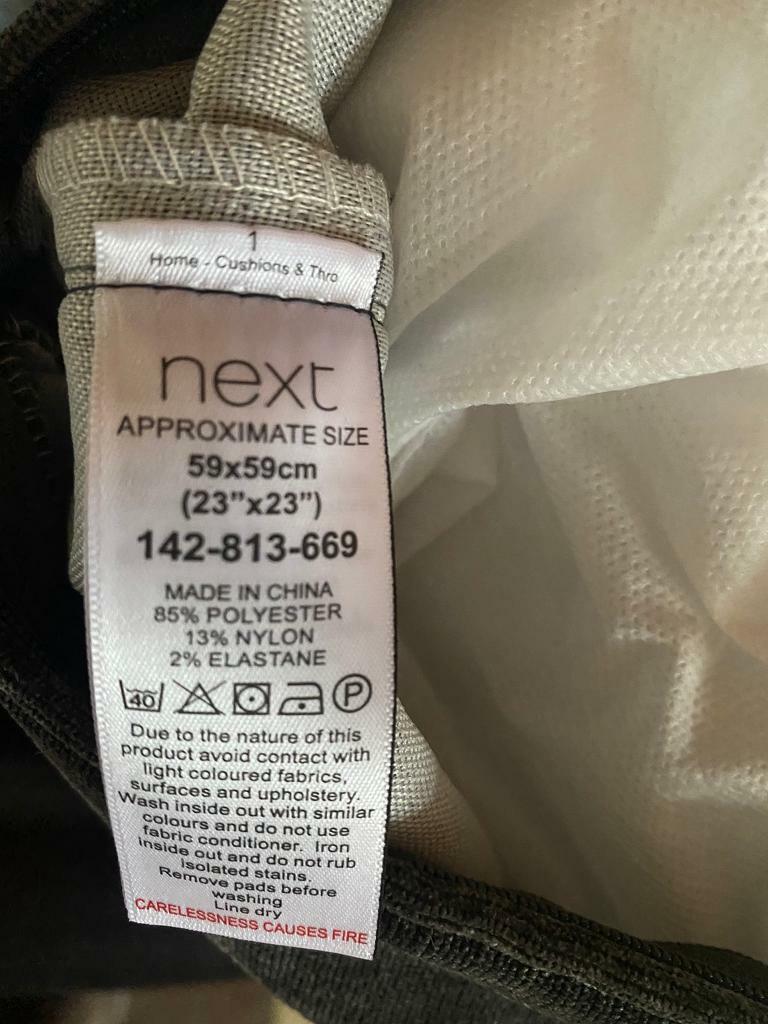 1
Home - Cushions & Thro
next
APPROXIMATE SIZE
59x59cm
(23”x23”)
142-813-669
MADE IN CHINA
85% POLYESTER
13% NYLON
2% ELASTANE
40 P
Due to the nature of this
product avoid contact with
light coloured fabrics,
surfaces and upholstery.
Wash inside out with similar
colours and do not use
fabric conditioner. Iron
inside out and do not rub
isolated stains.
Remove pads before
washing
Line dry
CARELESSNESS CAUSES FIRE